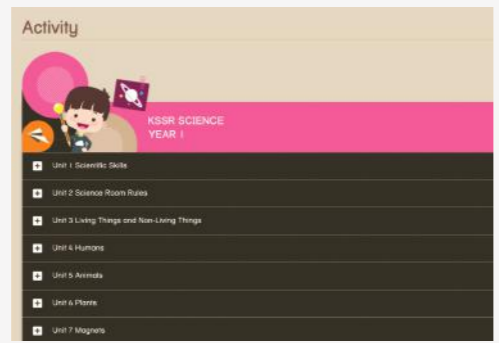 Activity
KSSR SCIENCE
YEAR 1
Unit 1 Scientific Skills
Unit 2 Science Room Rules
Unit 3 Living Things and Non-Living Things
Unit 4 Humans
Unit 5 Animals
Unit 6 Plants
Unit 7 Magnets